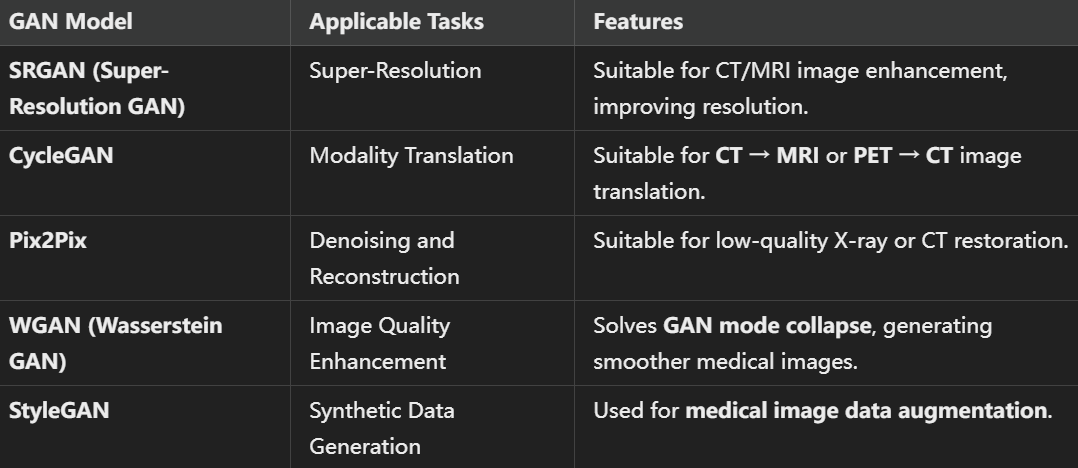 GAN Model Applicable Tasks Features
SRGAN (Super- Super-Resolution Suitable for CT/MRI image enhancement,
Resolution GAN) improving resolution.
CycleGAN Modality Translation Suitable for CT → MRI or PET → CT image
translation.
Pix2Pix Denoising and Suitable for low-quality X-ray or CT restoration.
Reconstruction
WGAN (Wasserstein Image Quality Solves GAN mode collapse, generating
GAN) Enhancement smoother medical images.
StyleGAN Synthetic Data Used for medical image data augmentation.
Generation